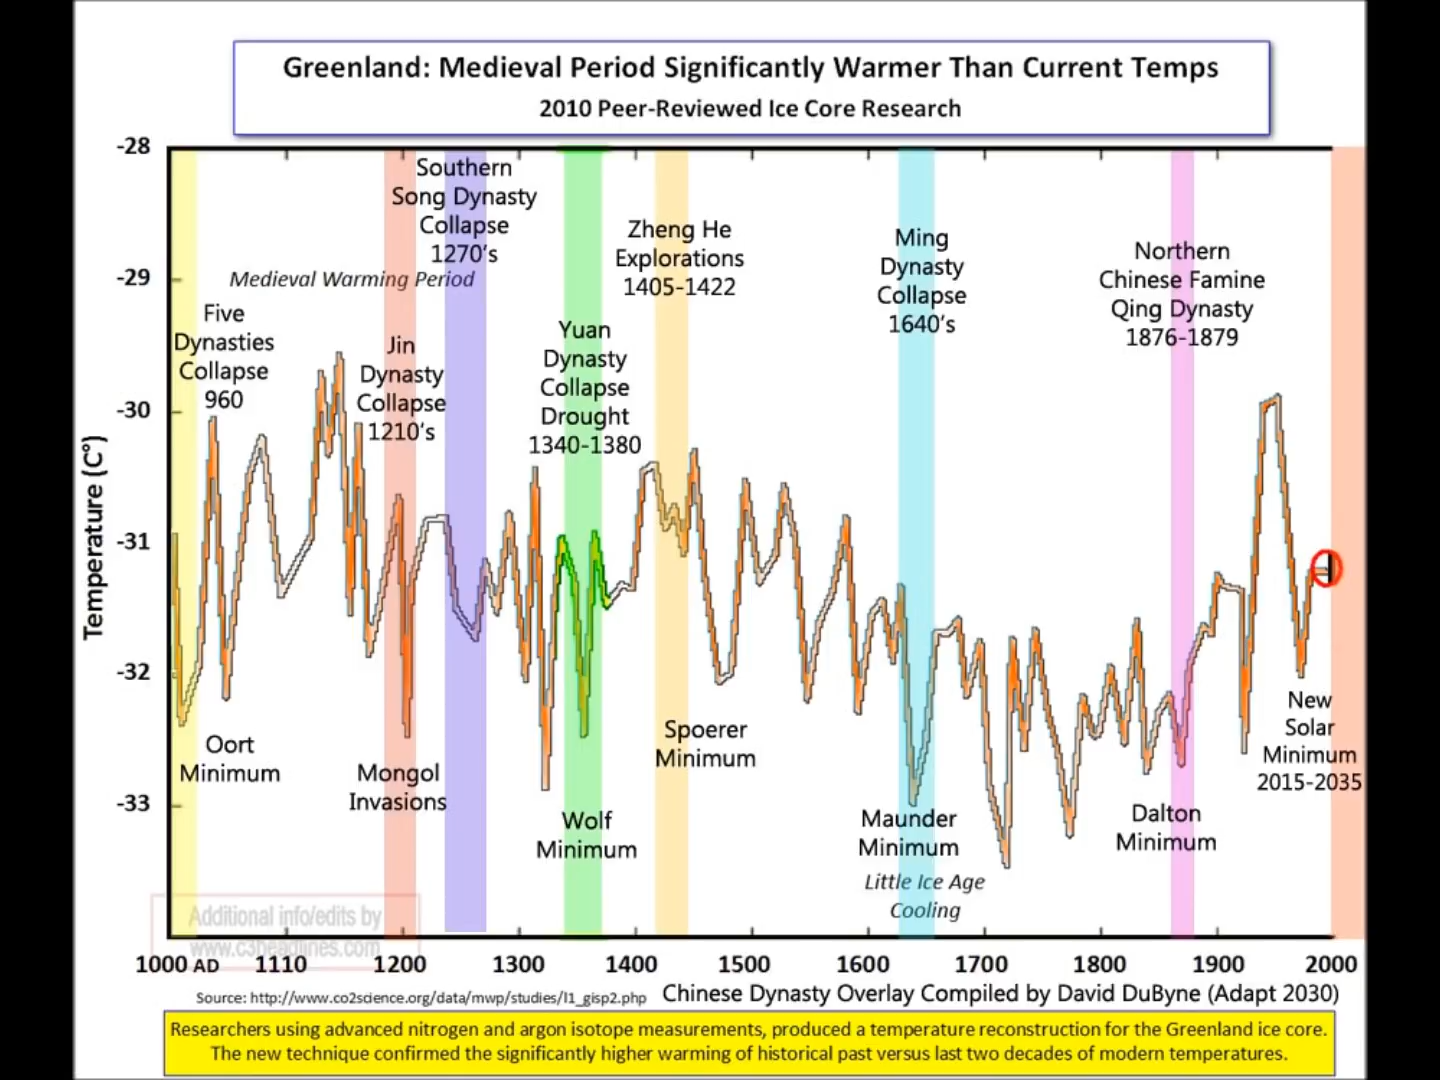 Greenland: Medieval Period Significantly Warmer Than Current Temps
2010 Peer-Reviewed Ice Core Research
-28
-29
-30
-31
-32
-33
Temperature (C°)
Southern
Song Dynasty
Collapse
1270's
Medieval Warming Period
Five
Dynasties
Collapse
960
Jin
Dynasty
Collapse
1210's
Yuan
Dynasty
Collapse
Drought
1340-1380
Zheng He
Explorations
1405-1422
Ming
Dynasty
Collapse
1640's
Northern
Chinese Famine
Qing Dynasty
1876-1879
Oort
Minimum
Mongol
Invasions
Wolf
Minimum
Spoerer
Minimum
Maunder
Minimum
Little Ice Age
Cooling
Dalton
Minimum
New
Solar
Minimum
2015-2035
Additional info/edits by
www.c3headlines.com
1000 AD 1110 1200 1300 1400 1500 1600 1700 1800 1900 2000
Source: http://www.co2science.org/data/mwp/studies/l1_gisp2.php
Chinese Dynasty Overlay Compiled by David DuByne (Adapt 2030)
Researchers using advanced nitrogen and argon isotope measurements, produced a temperature reconstruction for the Greenland ice core.
The new technique confirmed the significantly higher warming of historical past versus last two decades of modern temperatures.